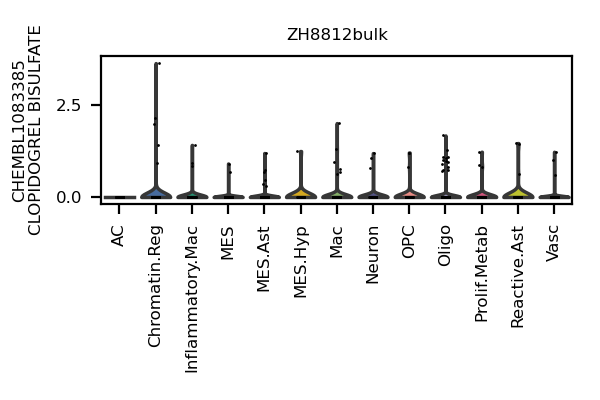 ZH8812bulk
CHEMBL1083385
CLOPIDOGREL BISULFATE
2.5
0.0
AC
Chromatin.Reg
Inflammatory.Mac
MES
MES.Ast
MES.Hyp
Mac
Neuron
OPC
Oligo
Prolif.Metab
Reactive.Ast
Vasc